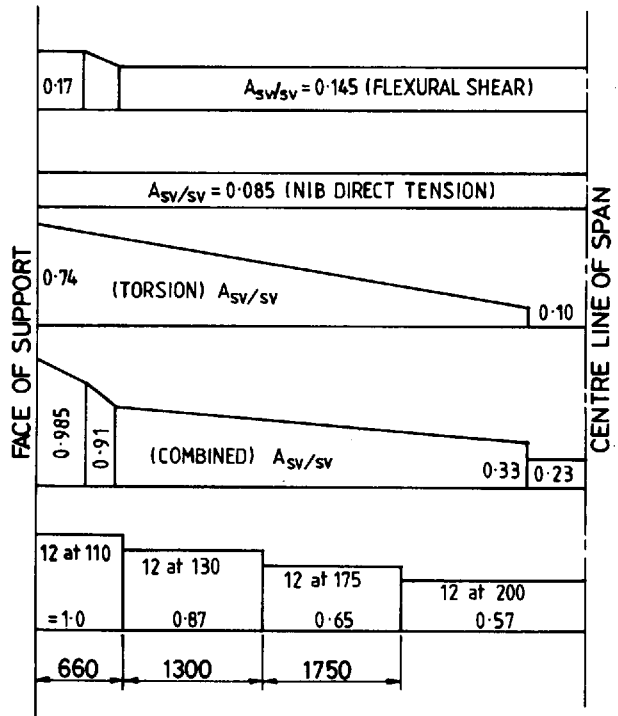 0.17
Asv/sv = 0.145 (FLEXURAL SHEAR)
Asv/sv = 0.085 (NIB DIRECT TENSION)
0.74
(TORSION) Asv/sv
0.10
FACE OF SUPPORT
CENTRE LINE OF SPAN
0.985
0.91
(COMBINED) Asv/sv
0.33
0.23
12 at 110
12 at 130
12 at 175
12 at 200
=1.0
0.87
0.65
0.57
660
1300
1750